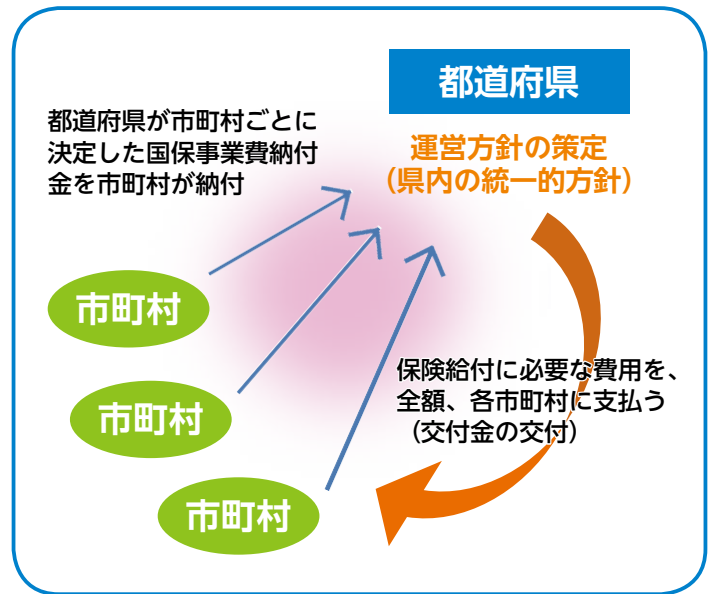 都道府県
都道府県が市町村ごとに
決定した国保事業費納付
金を市町村が納付
運営方針の策定
（県内の統一的方針）
市町村
市町村
市町村
保険給付に必要な費用を、
全額、各市町村に支払う
（交付金の交付）